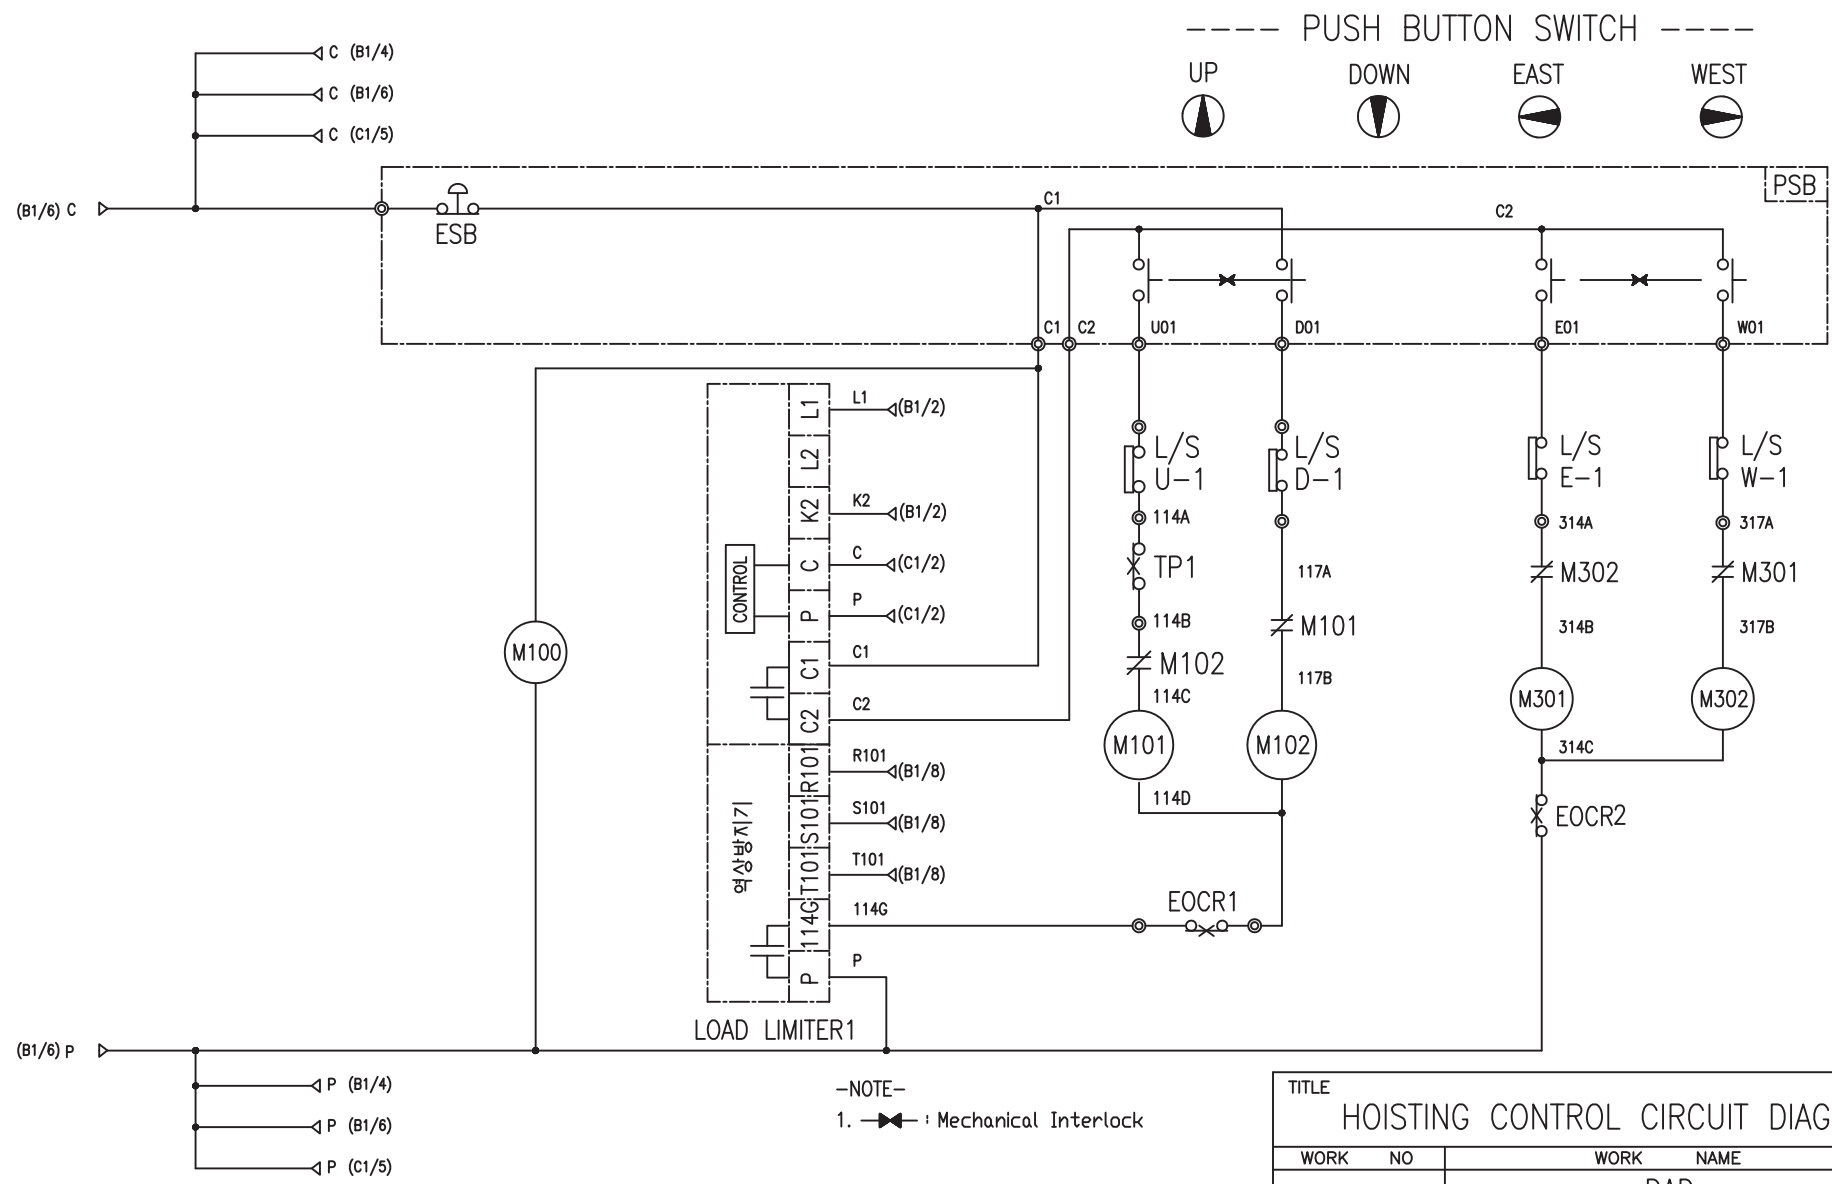 PUSH BUTTON SWITCH
UP DOWN EAST WEST
C (B1/4)
C (B1/6)
C (C1/5)
(B1/6) C
ESB
C1
C2
PSB
C1 C2 U01 D01 E01 W01
L1 L1 (B1/2)
L2
K2 K2 (B1/2)
C C (C1/2)
P P (C1/2)
CONTROL
C1 C1
C2 C2
R101 R101 (B1/8)
S101 S101 (B1/8)
T101 T101 (B1/8)
114G 114G
P P
역상방지기
LOAD LIMITER1
M100
L/S U-1
114A
TP1
114B
M102
114C
M101
114D
L/S D-1
117A
M101
117B
M102
EOCR1
L/S E-1
314A
M302
314B
M301
314C
EOCR2
L/S W-1
317A
M301
317B
M302
(B1/6) P
P (B1/4)
P (B1/6)
P (C1/5)
-NOTE-
1. : Mechanical Interlock
TITLE
HOISTING CONTROL CIRCUIT DIAG
WORK NO WORK NAME